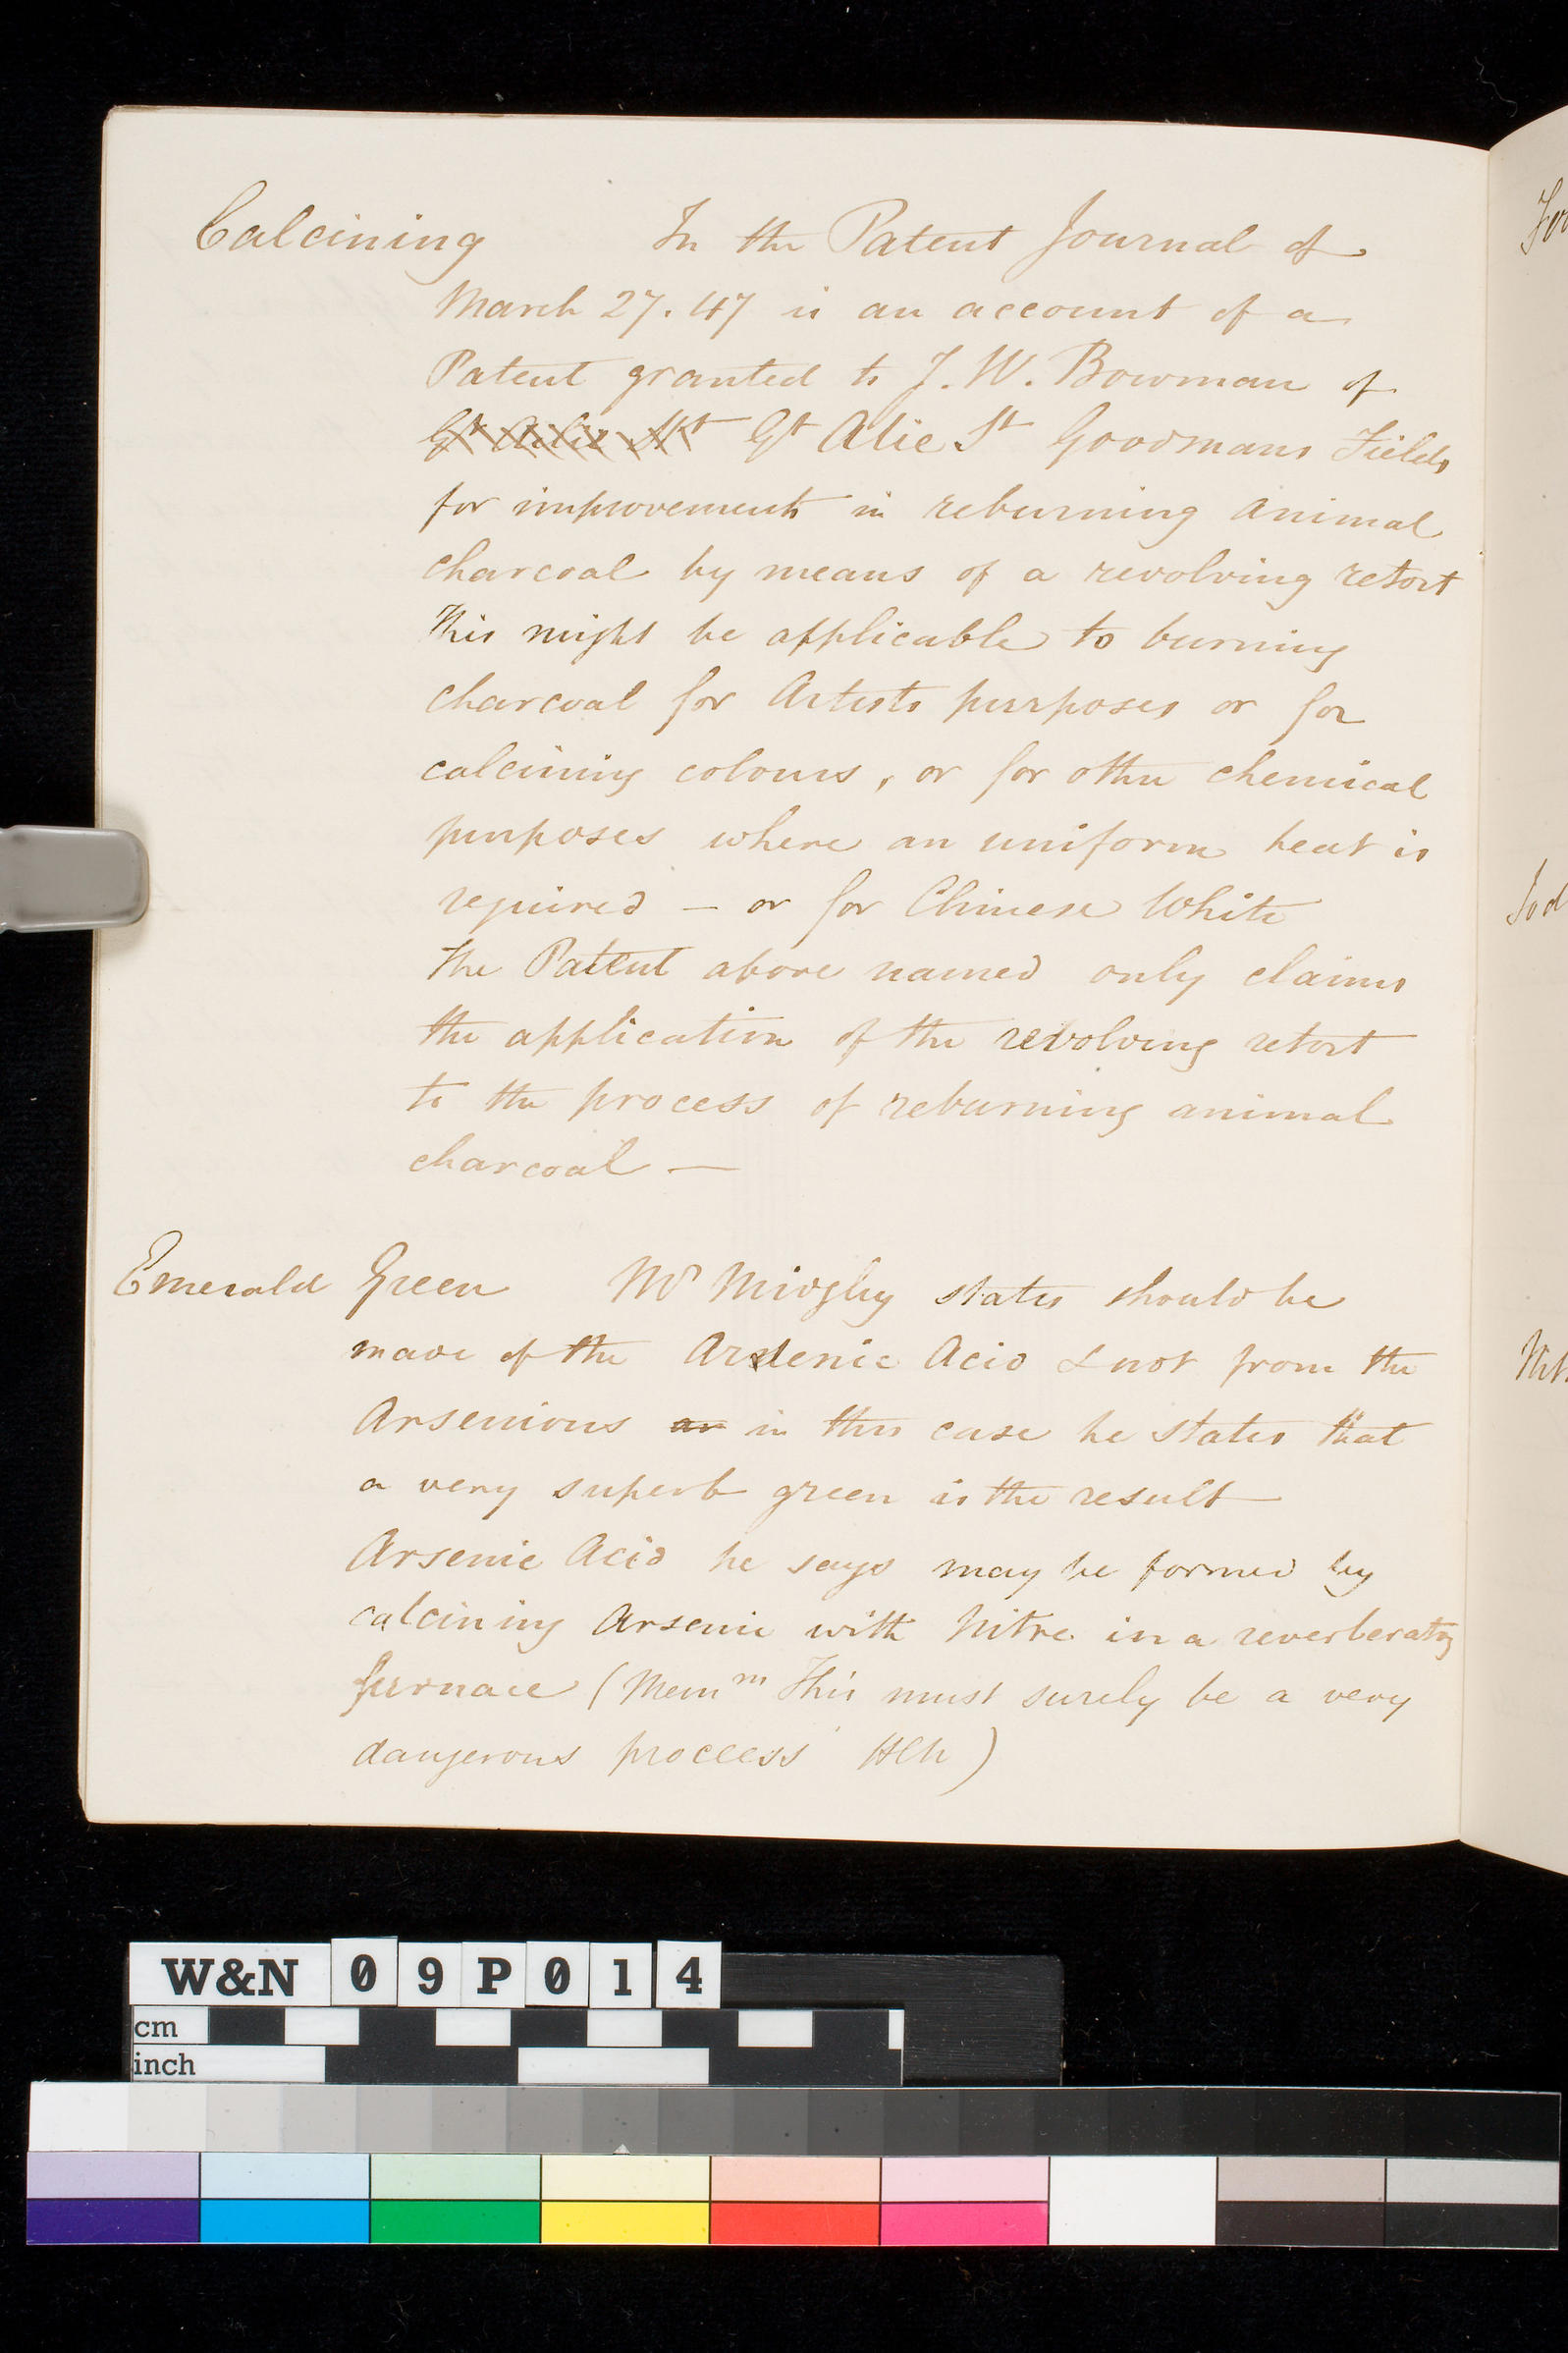 Calcining In the Patent Journal of
March 27. 47 is an account of a
Patent granted to J. W. Bowman of
Gt Alie St Gt Alie St Goodmans Fields
for improvements in reburning animal
charcoal by means of a revolving retort
This might be applicable to burning
charcoal for Artists purposes or for
calcining colours, or for other chemical
purposes where an uniform heat is
required — or for Chinese White
The Patent above named only claims
the application of the revolving retort
to the process of reburning animal
charcoal —
Emerald Green Mr Midgley states should be
made of the Arsenic Acid & not from the
Arsenious an in this case he states that
a very superb green is the result
Arsenic Acid he says may be formed by
calcining Arsenic with Nitre in a reverberatory
furnace (Memm This must surely be a very
dangerous process HCN)
W&N 09P014
cm
inch